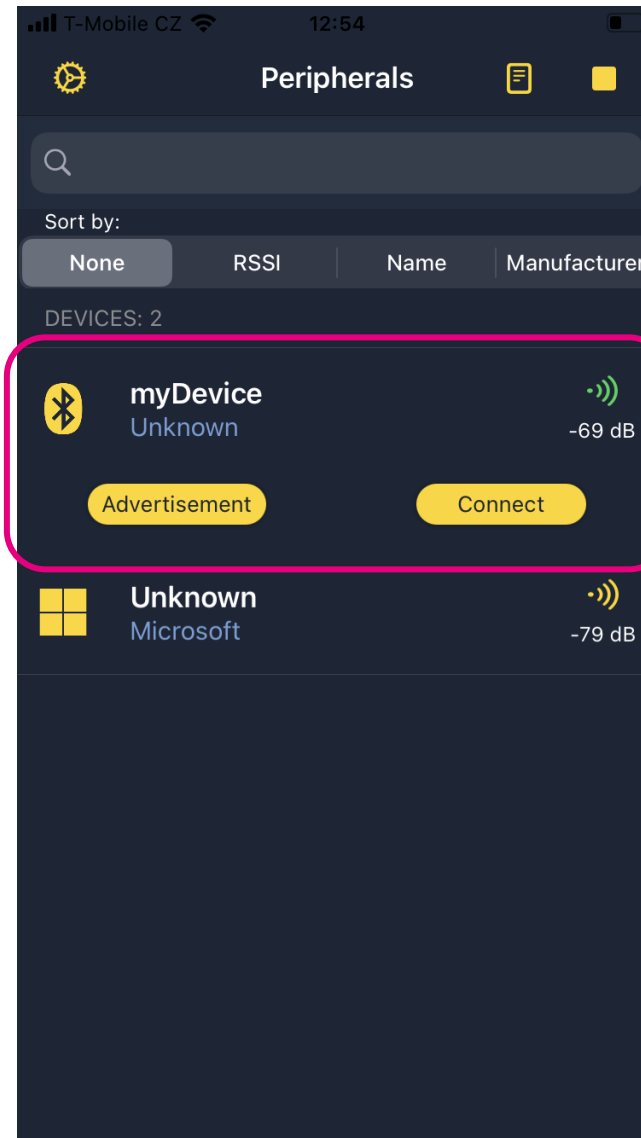 T-Mobile CZ 12:54
Peripherals
Sort by:
None RSSI Name Manufacturer
DEVICES: 2
myDevice
Unknown -69 dB
Advertisement Connect
Unknown
Microsoft -79 dB